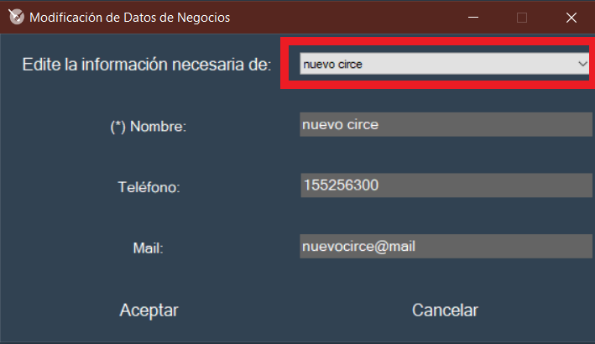 Modificación de Datos de Negocios
Edite la información necesaria de: nuevo circe
(*) Nombre: nuevo circe
Teléfono: 155256300
Mail: nuevocirce@mail
Aceptar Cancelar